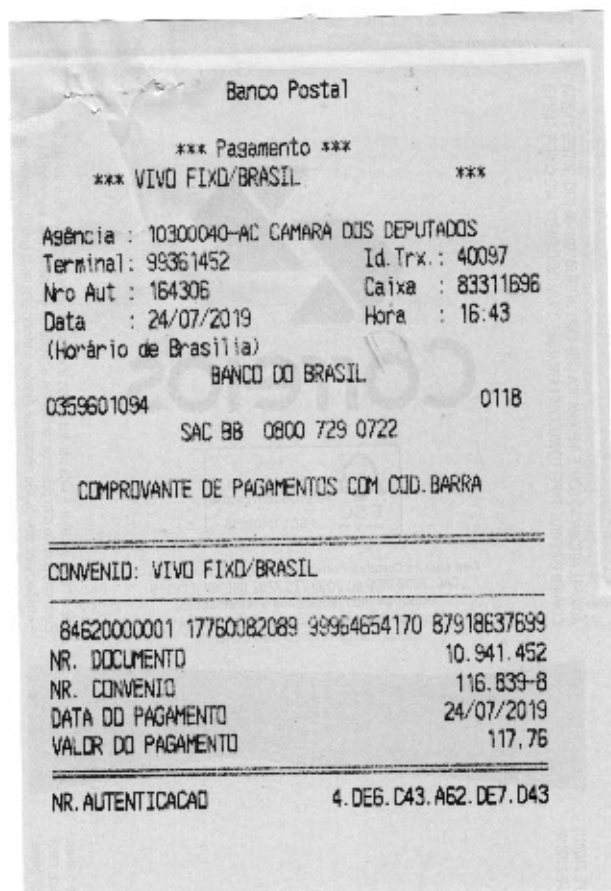 Banco Postal
*** Pagamento ***
*** VIVO FIXO/BRASIL ***
Agência : 10300040-AC CAMARA DOS DEPUTADOS
Terminal: 99361452 Id.Trx.: 40097
Nro Aut : 164306 Caixa : 83311696
Data : 24/07/2019 Hora : 16:43
(Horário de Brasília)
BANCO DO BRASIL
0359601094 0118
SAC BB 0800 729 0722
COMPROVANTE DE PAGAMENTOS COM COD.BARRA
CONVENIO: VIVO FIXO/BRASIL
84620000001 17760082089 99964654170 87918637699
NR. DOCUMENTO 10.941.452
NR. CONVENIO 116.839-8
DATA DO PAGAMENTO 24/07/2019
VALOR DO PAGAMENTO 117,76
NR.AUTENTICACAO 4.DE6.C43.A62.DE7.D43